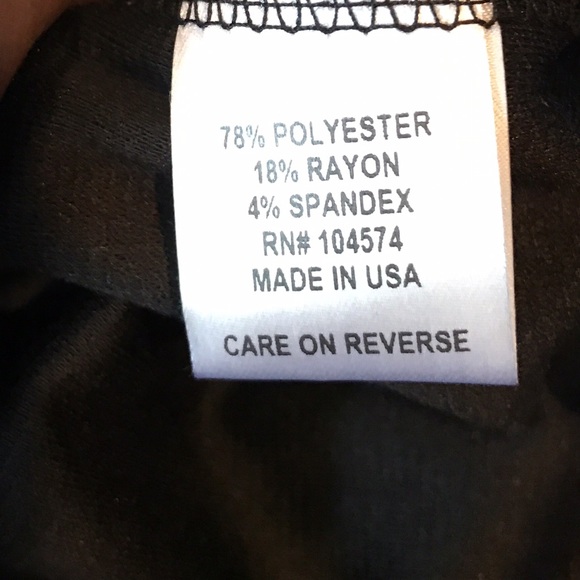 78% POLYESTER
18% RAYON
4% SPANDEX
RN# 104574
MADE IN USA
CARE ON REVERSE